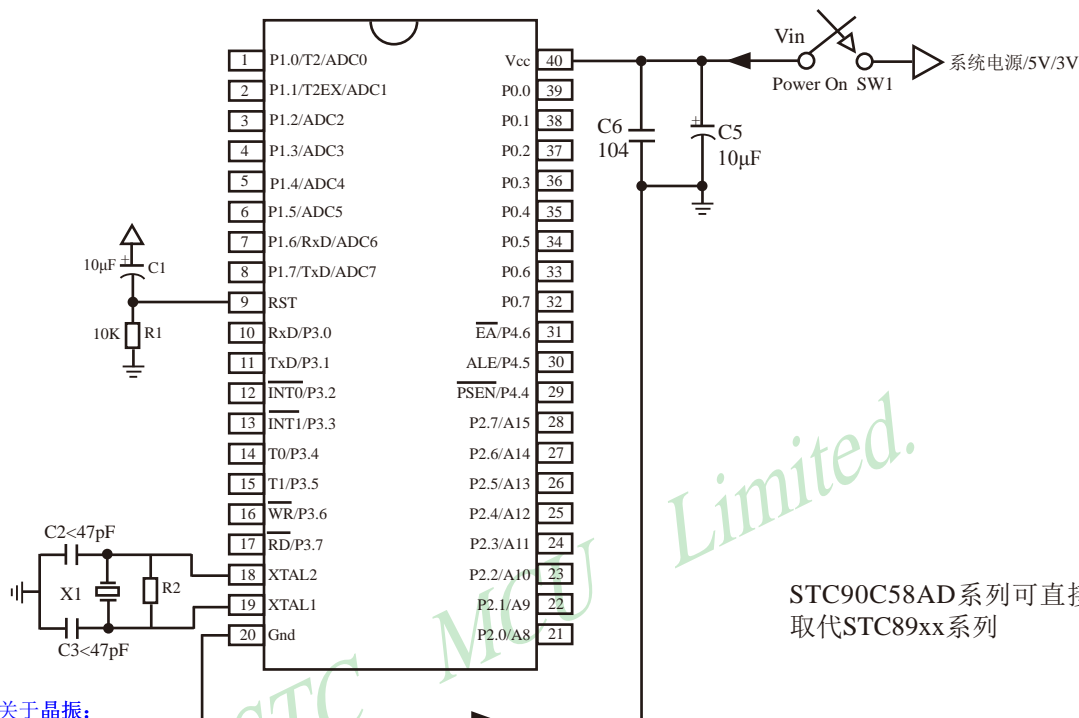 Vin
系统电源/5V/3V
Power On SW1
1 P1.0/T2/ADC0 Vcc 40
2 P1.1/T2EX/ADC1 P0.0 39
3 P1.2/ADC2 P0.1 38
4 P1.3/ADC3 P0.2 37
5 P1.4/ADC4 P0.3 36
6 P1.5/ADC5 P0.4 35
7 P1.6/RxD/ADC6 P0.5 34
8 P1.7/TxD/ADC7 P0.6 33
9 RST P0.7 32
10 RxD/P3.0 EA/P4.6 31
11 TxD/P3.1 ALE/P4.5 30
12 INT0/P3.2 PSEN/P4.4 29
13 INT1/P3.3 P2.7/A15 28
14 T0/P3.4 P2.6/A14 27
15 T1/P3.5 P2.5/A13 26
16 WR/P3.6 P2.4/A12 25
17 RD/P3.7 P2.3/A11 24
18 XTAL2 P2.2/A10 23
19 XTAL1 P2.1/A9 22
20 Gnd P2.0/A8 21
C6
104
+
C5
10μF
10μF + C1
10K R1
C2<47pF
X1 R2
C3<47pF
STC90C58AD系列可直接
取代STC89xx系列
关于晶振:
STC MCU Limited.